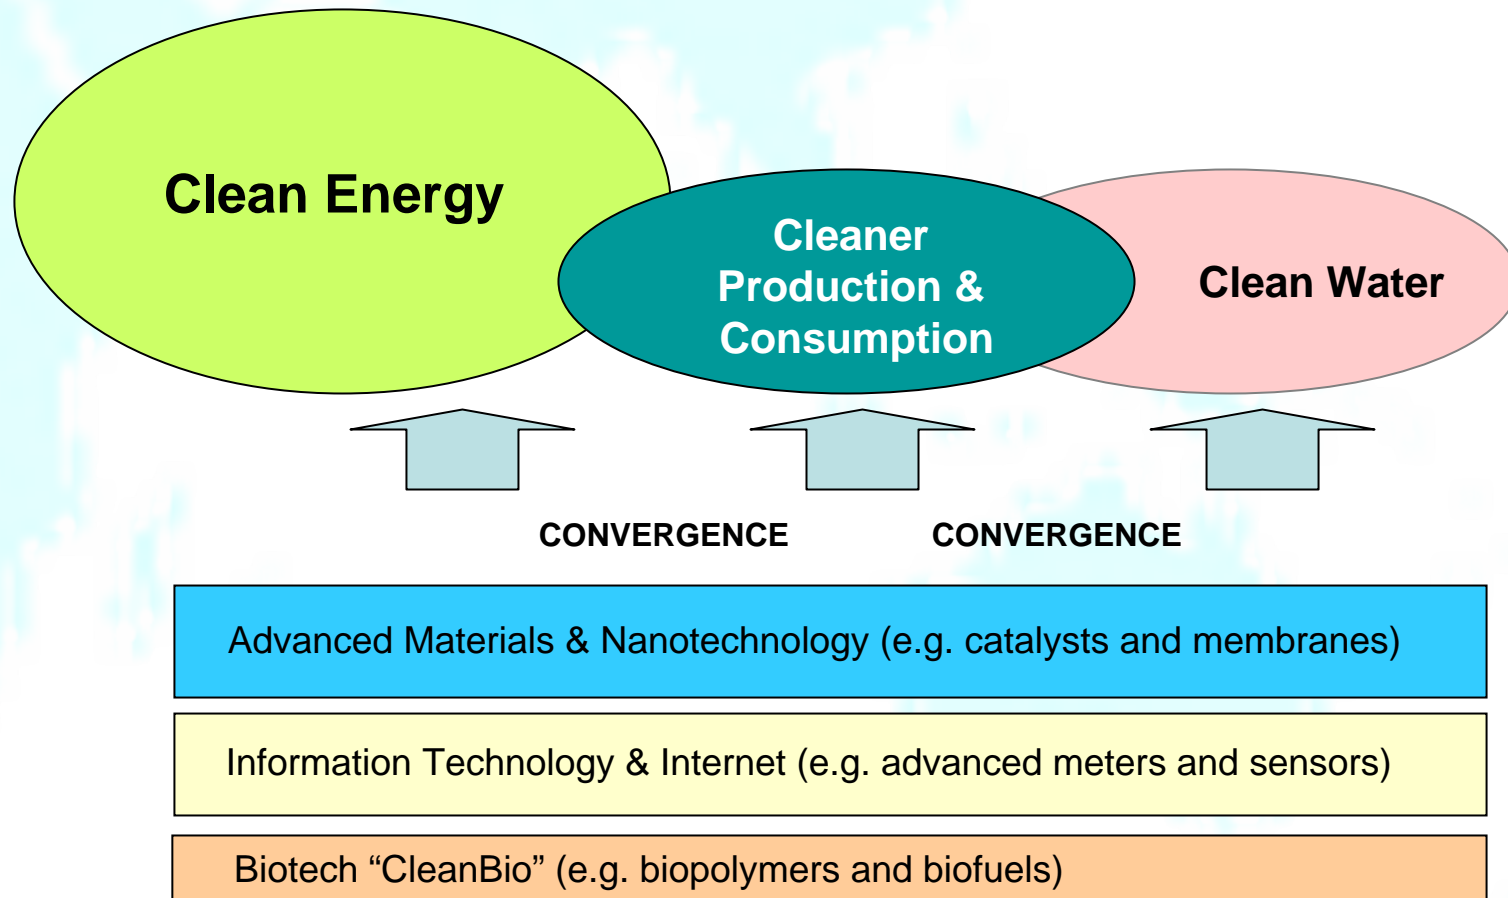 Clean Energy
Cleaner
Production &
Consumption
Clean Water
CONVERGENCE
CONVERGENCE
Advanced Materials & Nanotechnology (e.g. catalysts and membranes)
Information Technology & Internet (e.g. advanced meters and sensors)
Biotech “CleanBio” (e.g. biopolymers and biofuels)